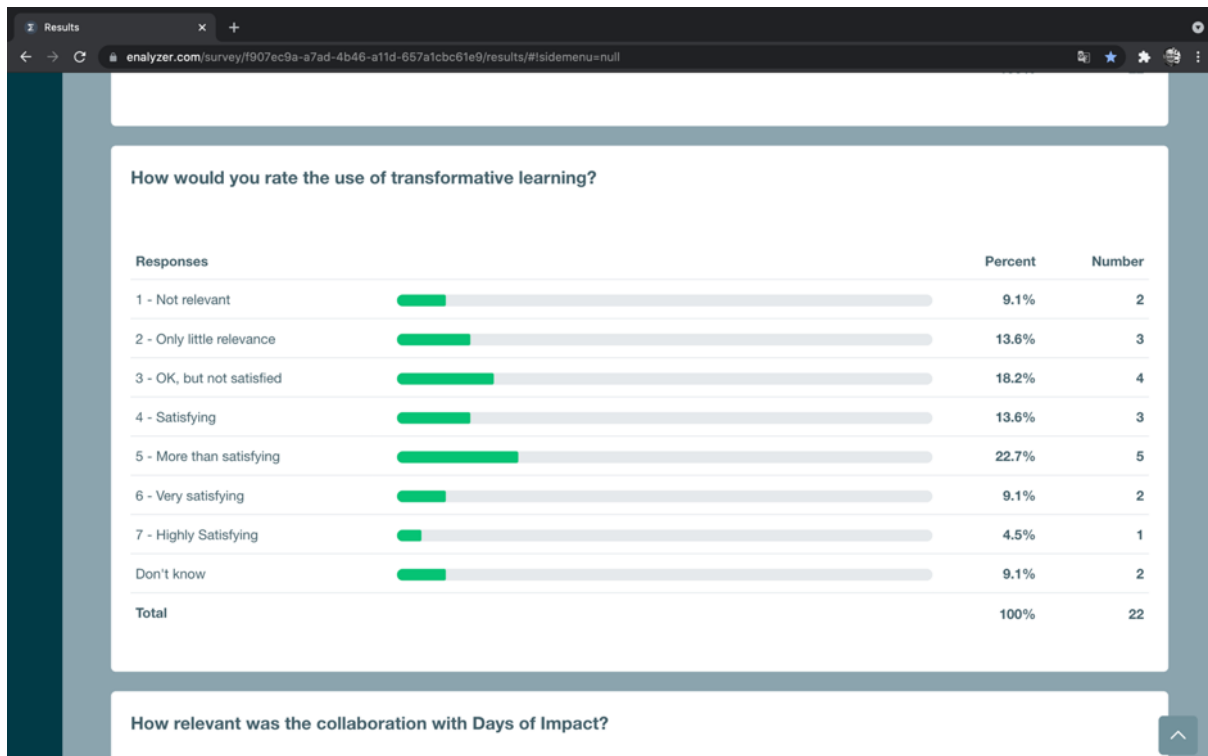 Results
enalyzer.com/survey/f907ec9a-a7ad-4b46-a11d-657a1cbc61e9/results/#!sidemenu=null
How would you rate the use of transformative learning?
Responses Percent Number
1 - Not relevant 9.1% 2
2 - Only little relevance 13.6% 3
3 - OK, but not satisfied 18.2% 4
4 - Satisfying 13.6% 3
5 - More than satisfying 22.7% 5
6 - Very satisfying 9.1% 2
7 - Highly Satisfying 4.5% 1
Don't know 9.1% 2
Total 100% 22
How relevant was the collaboration with Days of Impact?